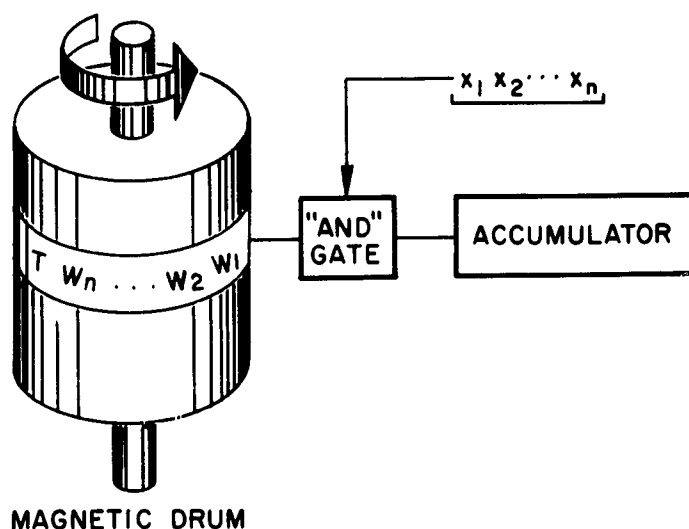 x₁ x₂ ··· xₙ
"AND"
GATE
ACCUMULATOR
T Wₙ ... W₂ W₁
MAGNETIC DRUM